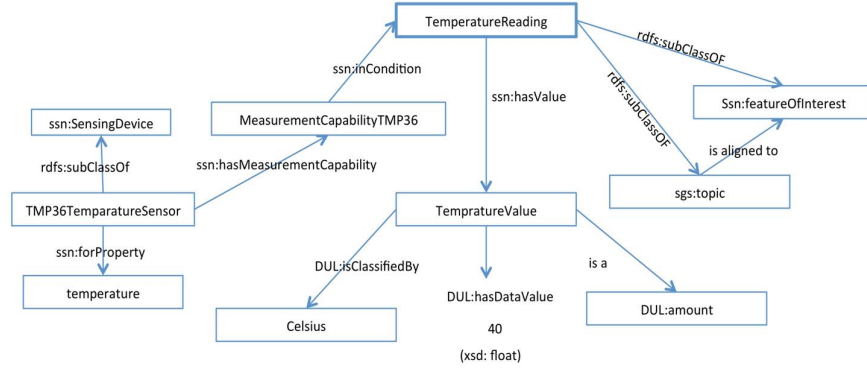 TemperatureReading
rdfs:subClassOF
ssn:inCondition
rdfs:subClassOF
ssn:hasValue
Ssn:featureOfInterest
ssn:SensingDevice
MeasurementCapabilityTMP36
is aligned to
rdfs:subClassOf
ssn:hasMeasurementCapability
sgs:topic
TMP36TemparatureSensor
TempratureValue
ssn:forProperty
DUL:isClassifiedBy
is a
temperature
DUL:hasDataValue
DUL:amount
Celsius
40
(xsd: float)